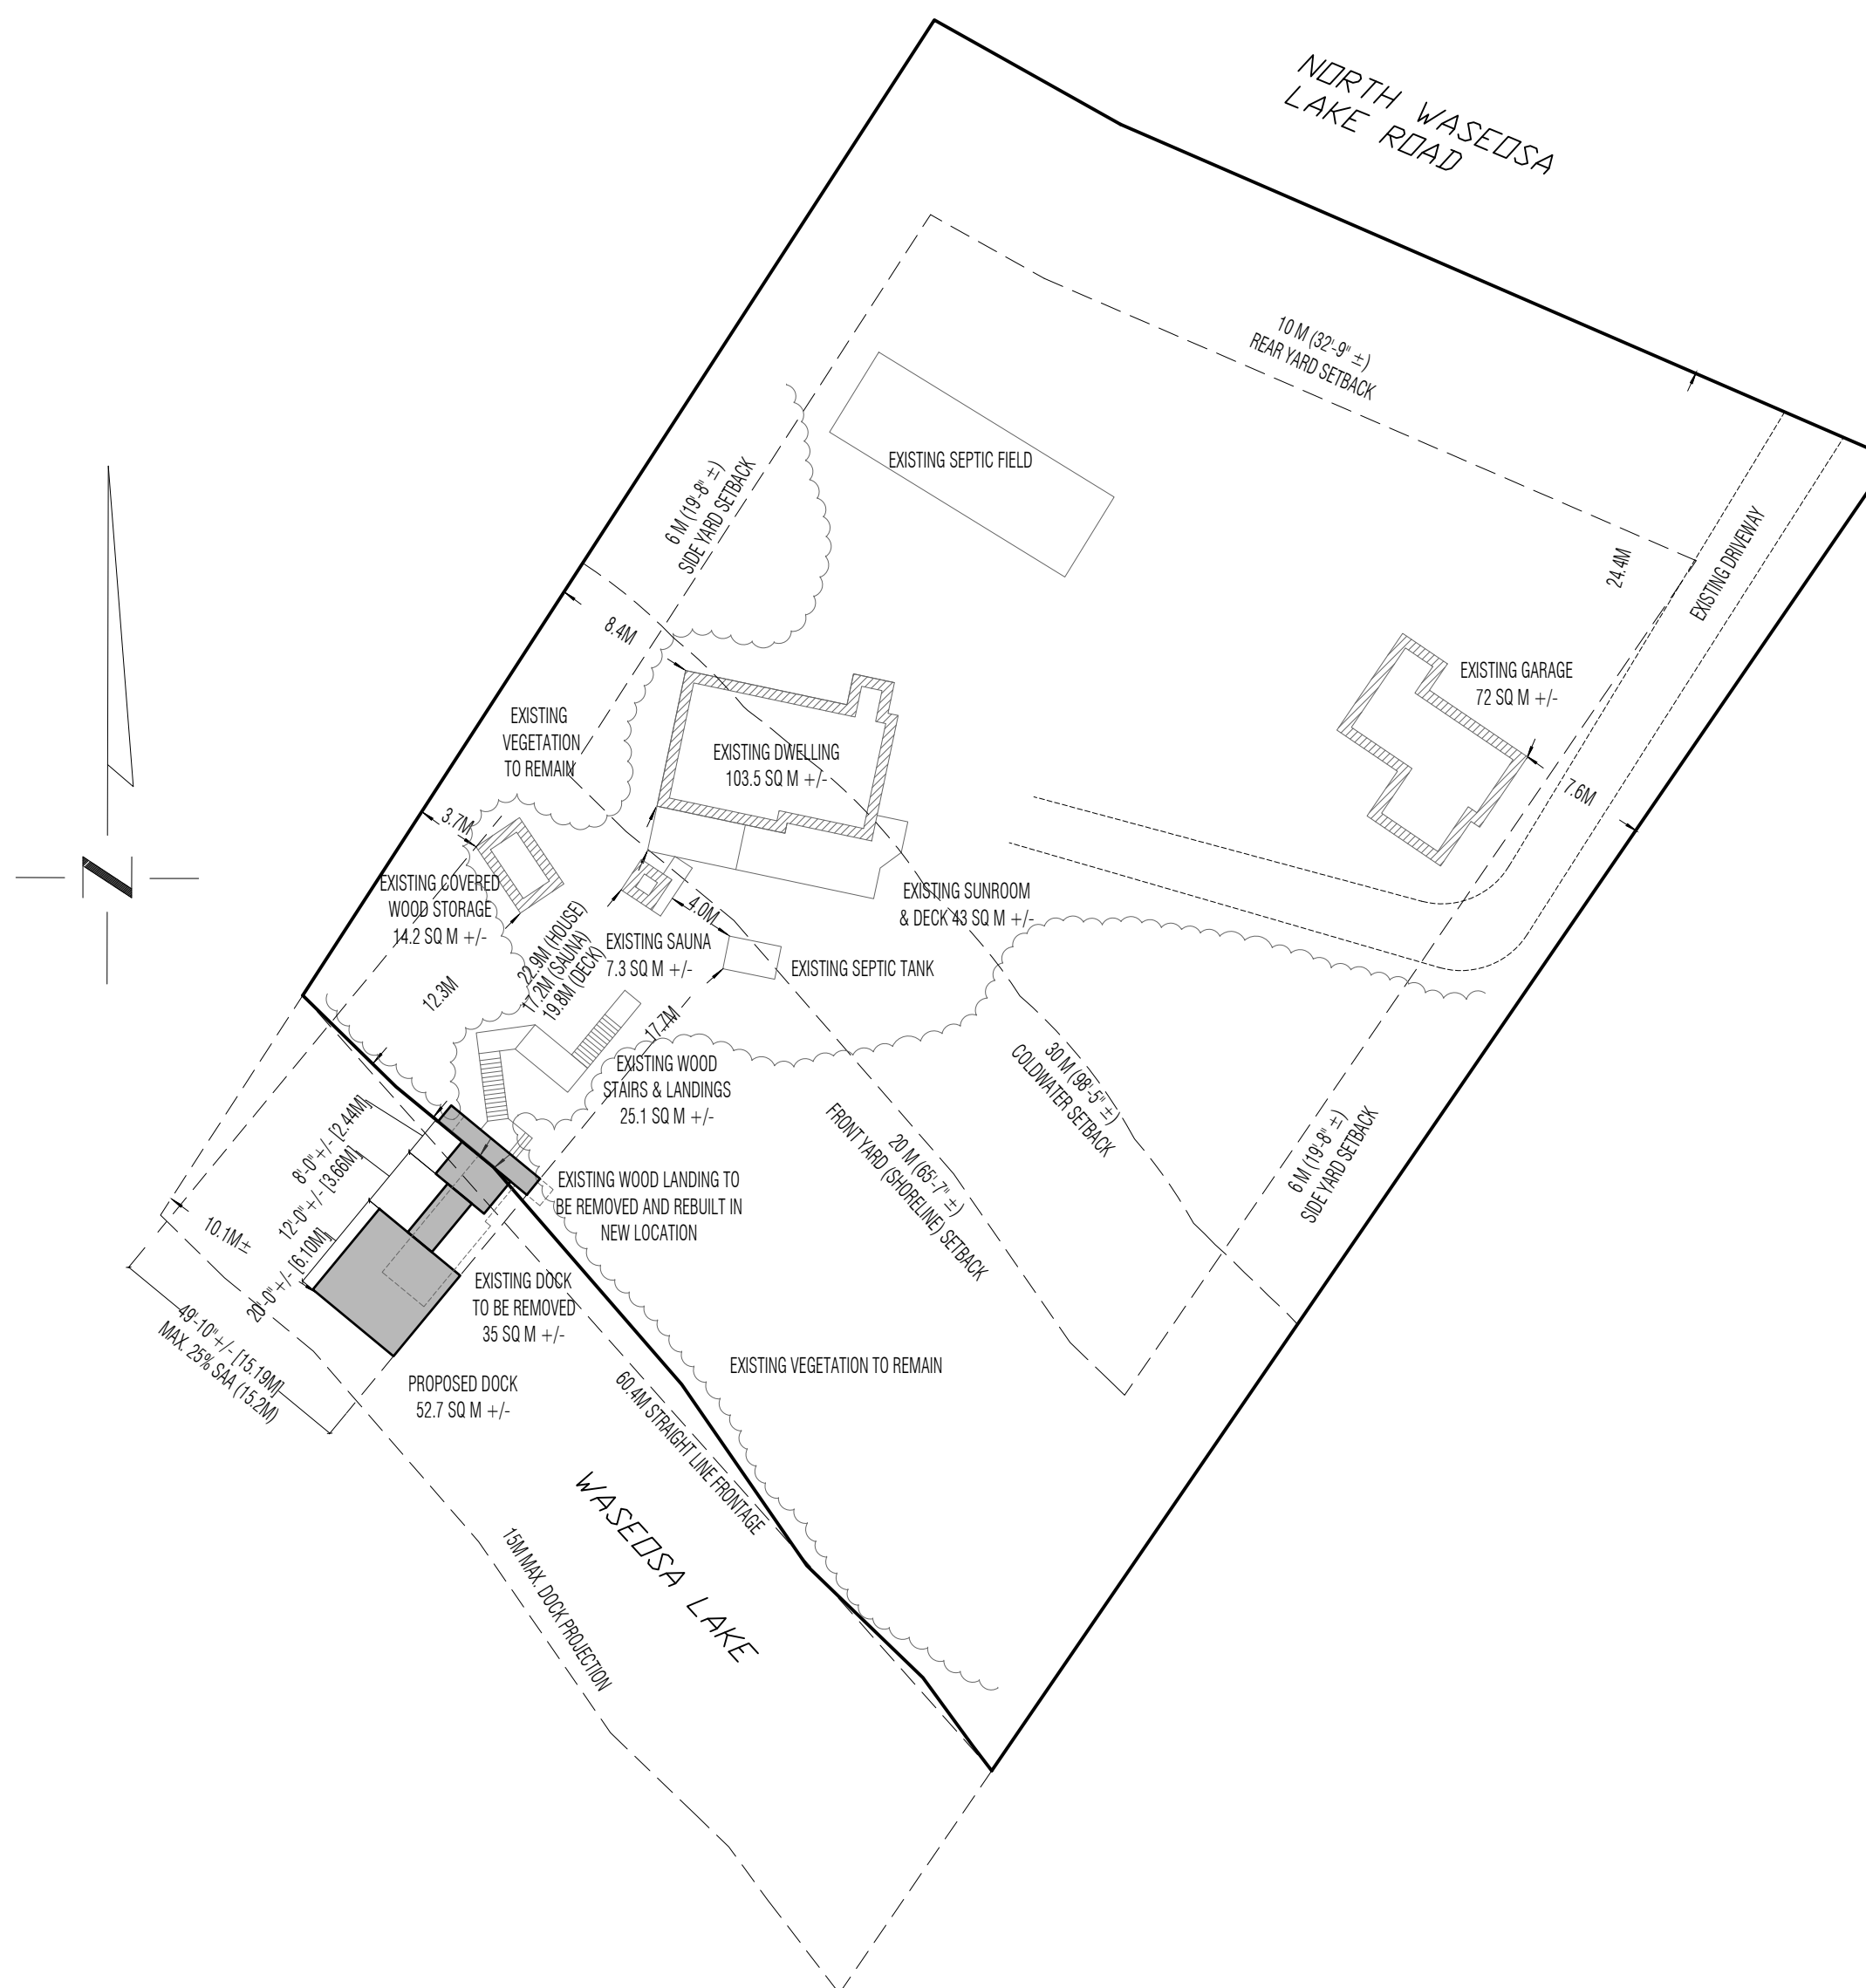 NORTH WASEOSA
LAKE ROAD
10 M (32'-9" ±)
REAR YARD SETBACK
EXISTING SEPTIC FIELD
6 M (19'-8" ±)
SIDE YARD SETBACK
24.4M
EXISTING DRIVEWAY
8.4M
EXISTING GARAGE
72 SQ M +/-
EXISTING
VEGETATION
TO REMAIN
EXISTING DWELLING
103.5 SQ M +/-
7.6M
3.7M
N
EXISTING COVERED
WOOD STORAGE
14.2 SQ M +/-
4.0M
EXISTING SUNROOM
& DECK 43 SQ M +/-
22.9M (HOUSE)
17.2M (SAUNA)
19.8M (DECK)
EXISTING SAUNA
7.3 SQ M +/-
EXISTING SEPTIC TANK
12.3M
17.7M
EXISTING WOOD
STAIRS & LANDINGS
25.1 SQ M +/-
30 M (98'-5" ±)
COLDWATER SETBACK
20 M (65'-7" ±)
FRONT YARD (SHORELINE) SETBACK
6 M (19'-8" ±)
SIDE YARD SETBACK
8'-0"+/- [2.44M]
12'-0"+/- [3.66M]
20'-0"+/- [6.10M]
10.1M±
EXISTING WOOD LANDING TO
BE REMOVED AND REBUILT IN
NEW LOCATION
EXISTING DOCK
TO BE REMOVED
35 SQ M +/-
49'-10"+/- [15.19M]
MAX. 25% SAA (15.2M)
PROPOSED DOCK
52.7 SQ M +/-
EXISTING VEGETATION TO REMAIN
60.4M STRAIGHT LINE FRONTAGE
WASEOSA LAKE
15M MAX. DOCK PROJECTION